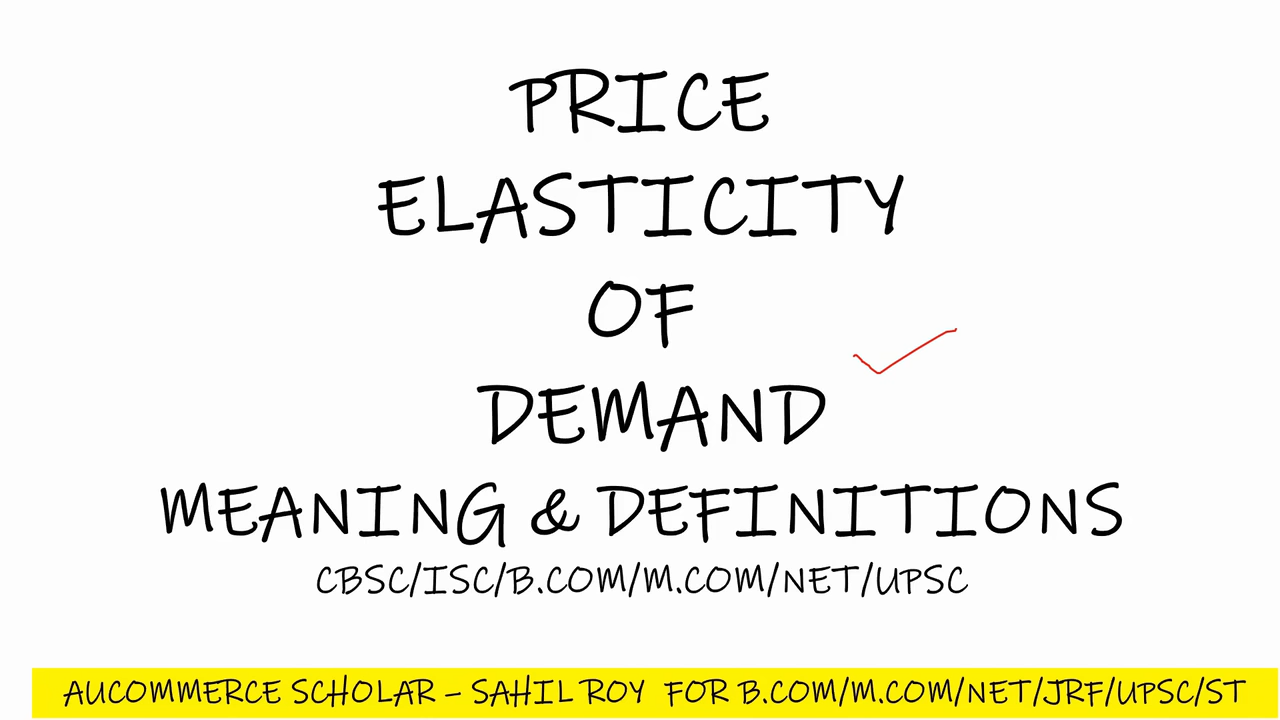 PRICE
ELASTICITY
OF
DEMAND
MEANING & DEFINITIONS
CBSC/ISC/B.COM/M.COM/NET/UPSC
AUCOMMERCE SCHOLAR – SAHIL ROY FOR B.COM/M.COM/NET/JRF/UPSC/ST